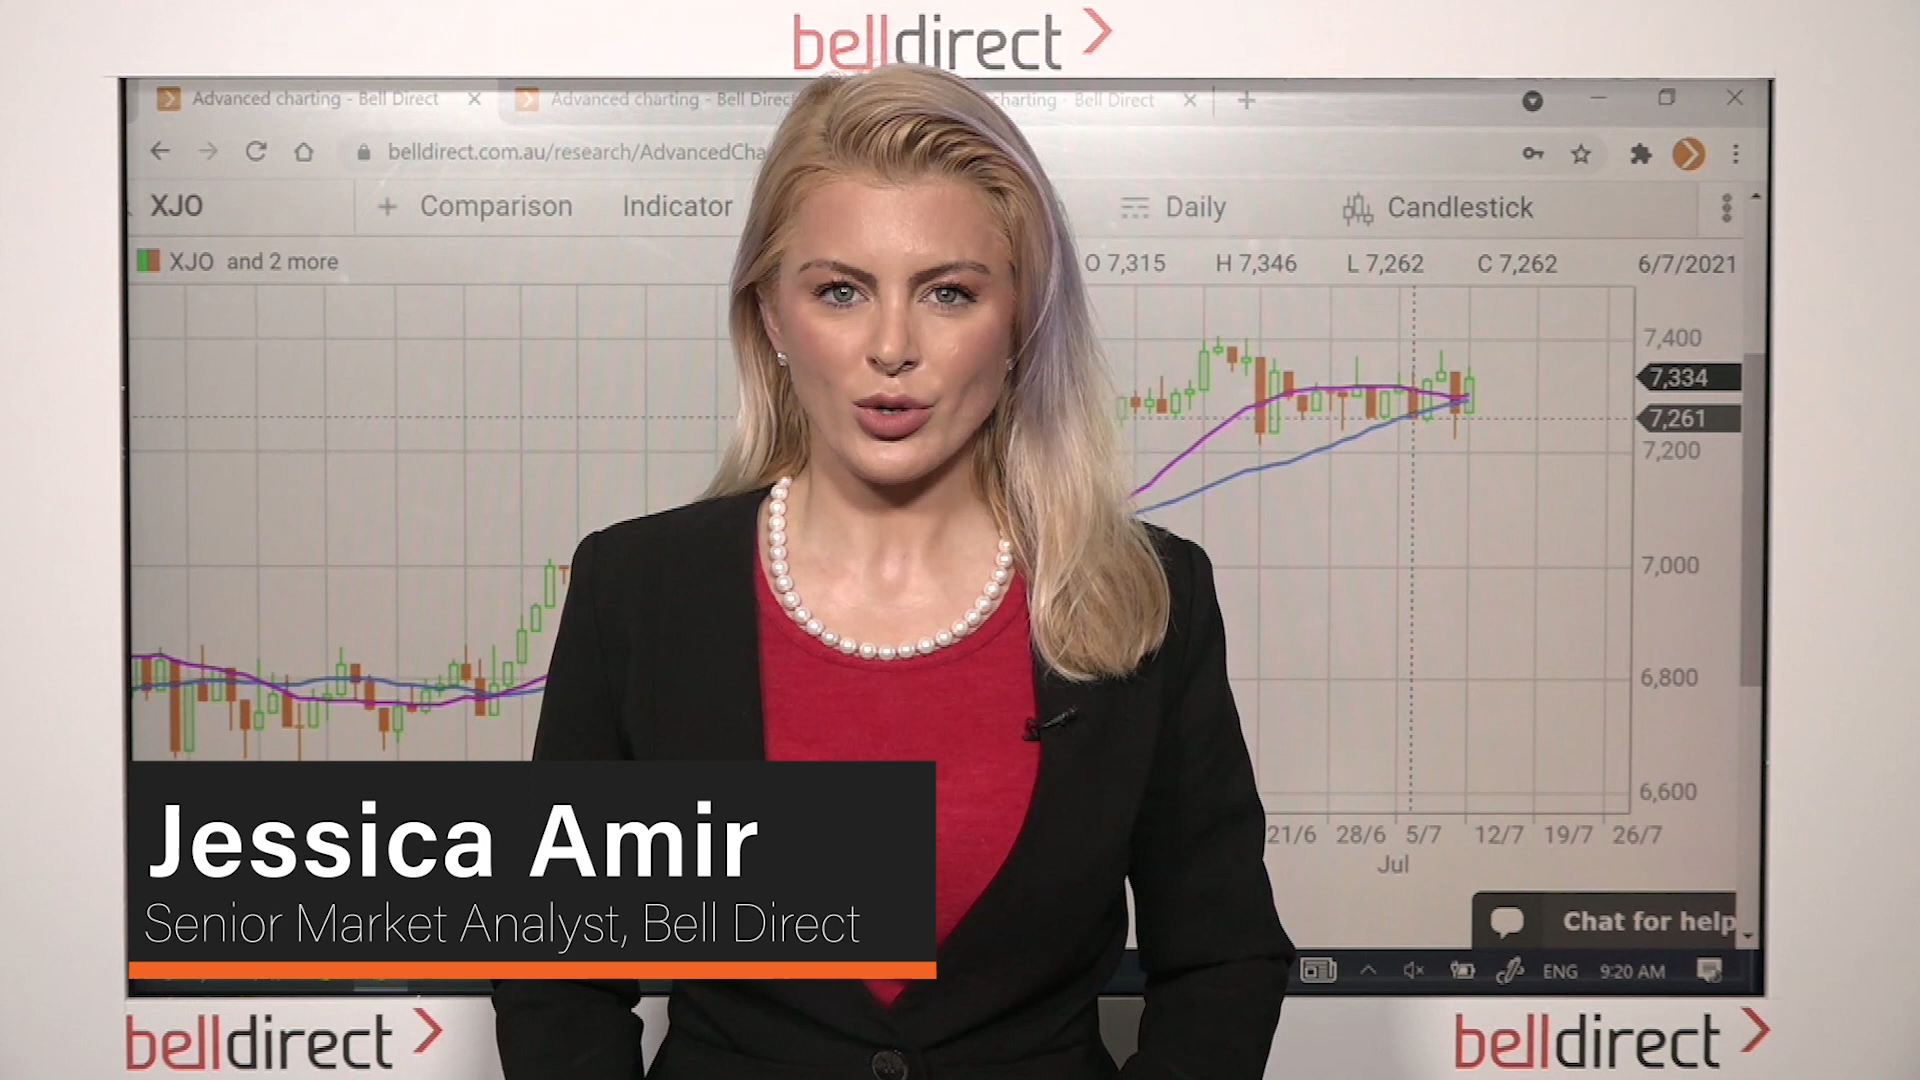 belldirect
Advanced charting - Bell Direct
Advanced charting - Bell Direct
charting - Bell Direct
belldirect.com.au/research/AdvancedCha
XJO
Comparison
Indicator
Daily
Candlestick
XJO and 2 more
O 7,315 H 7,346 L 7,262 C 7,262 6/7/2021
7,400
7,334
7,261
7,200
7,000
6,800
6,600
21/6 28/6 5/7 12/7 19/7 26/7
Jul
Jessica Amir
Senior Market Analyst, Bell Direct
Chat for help
ENG 9:20 AM
belldirect
belldirect